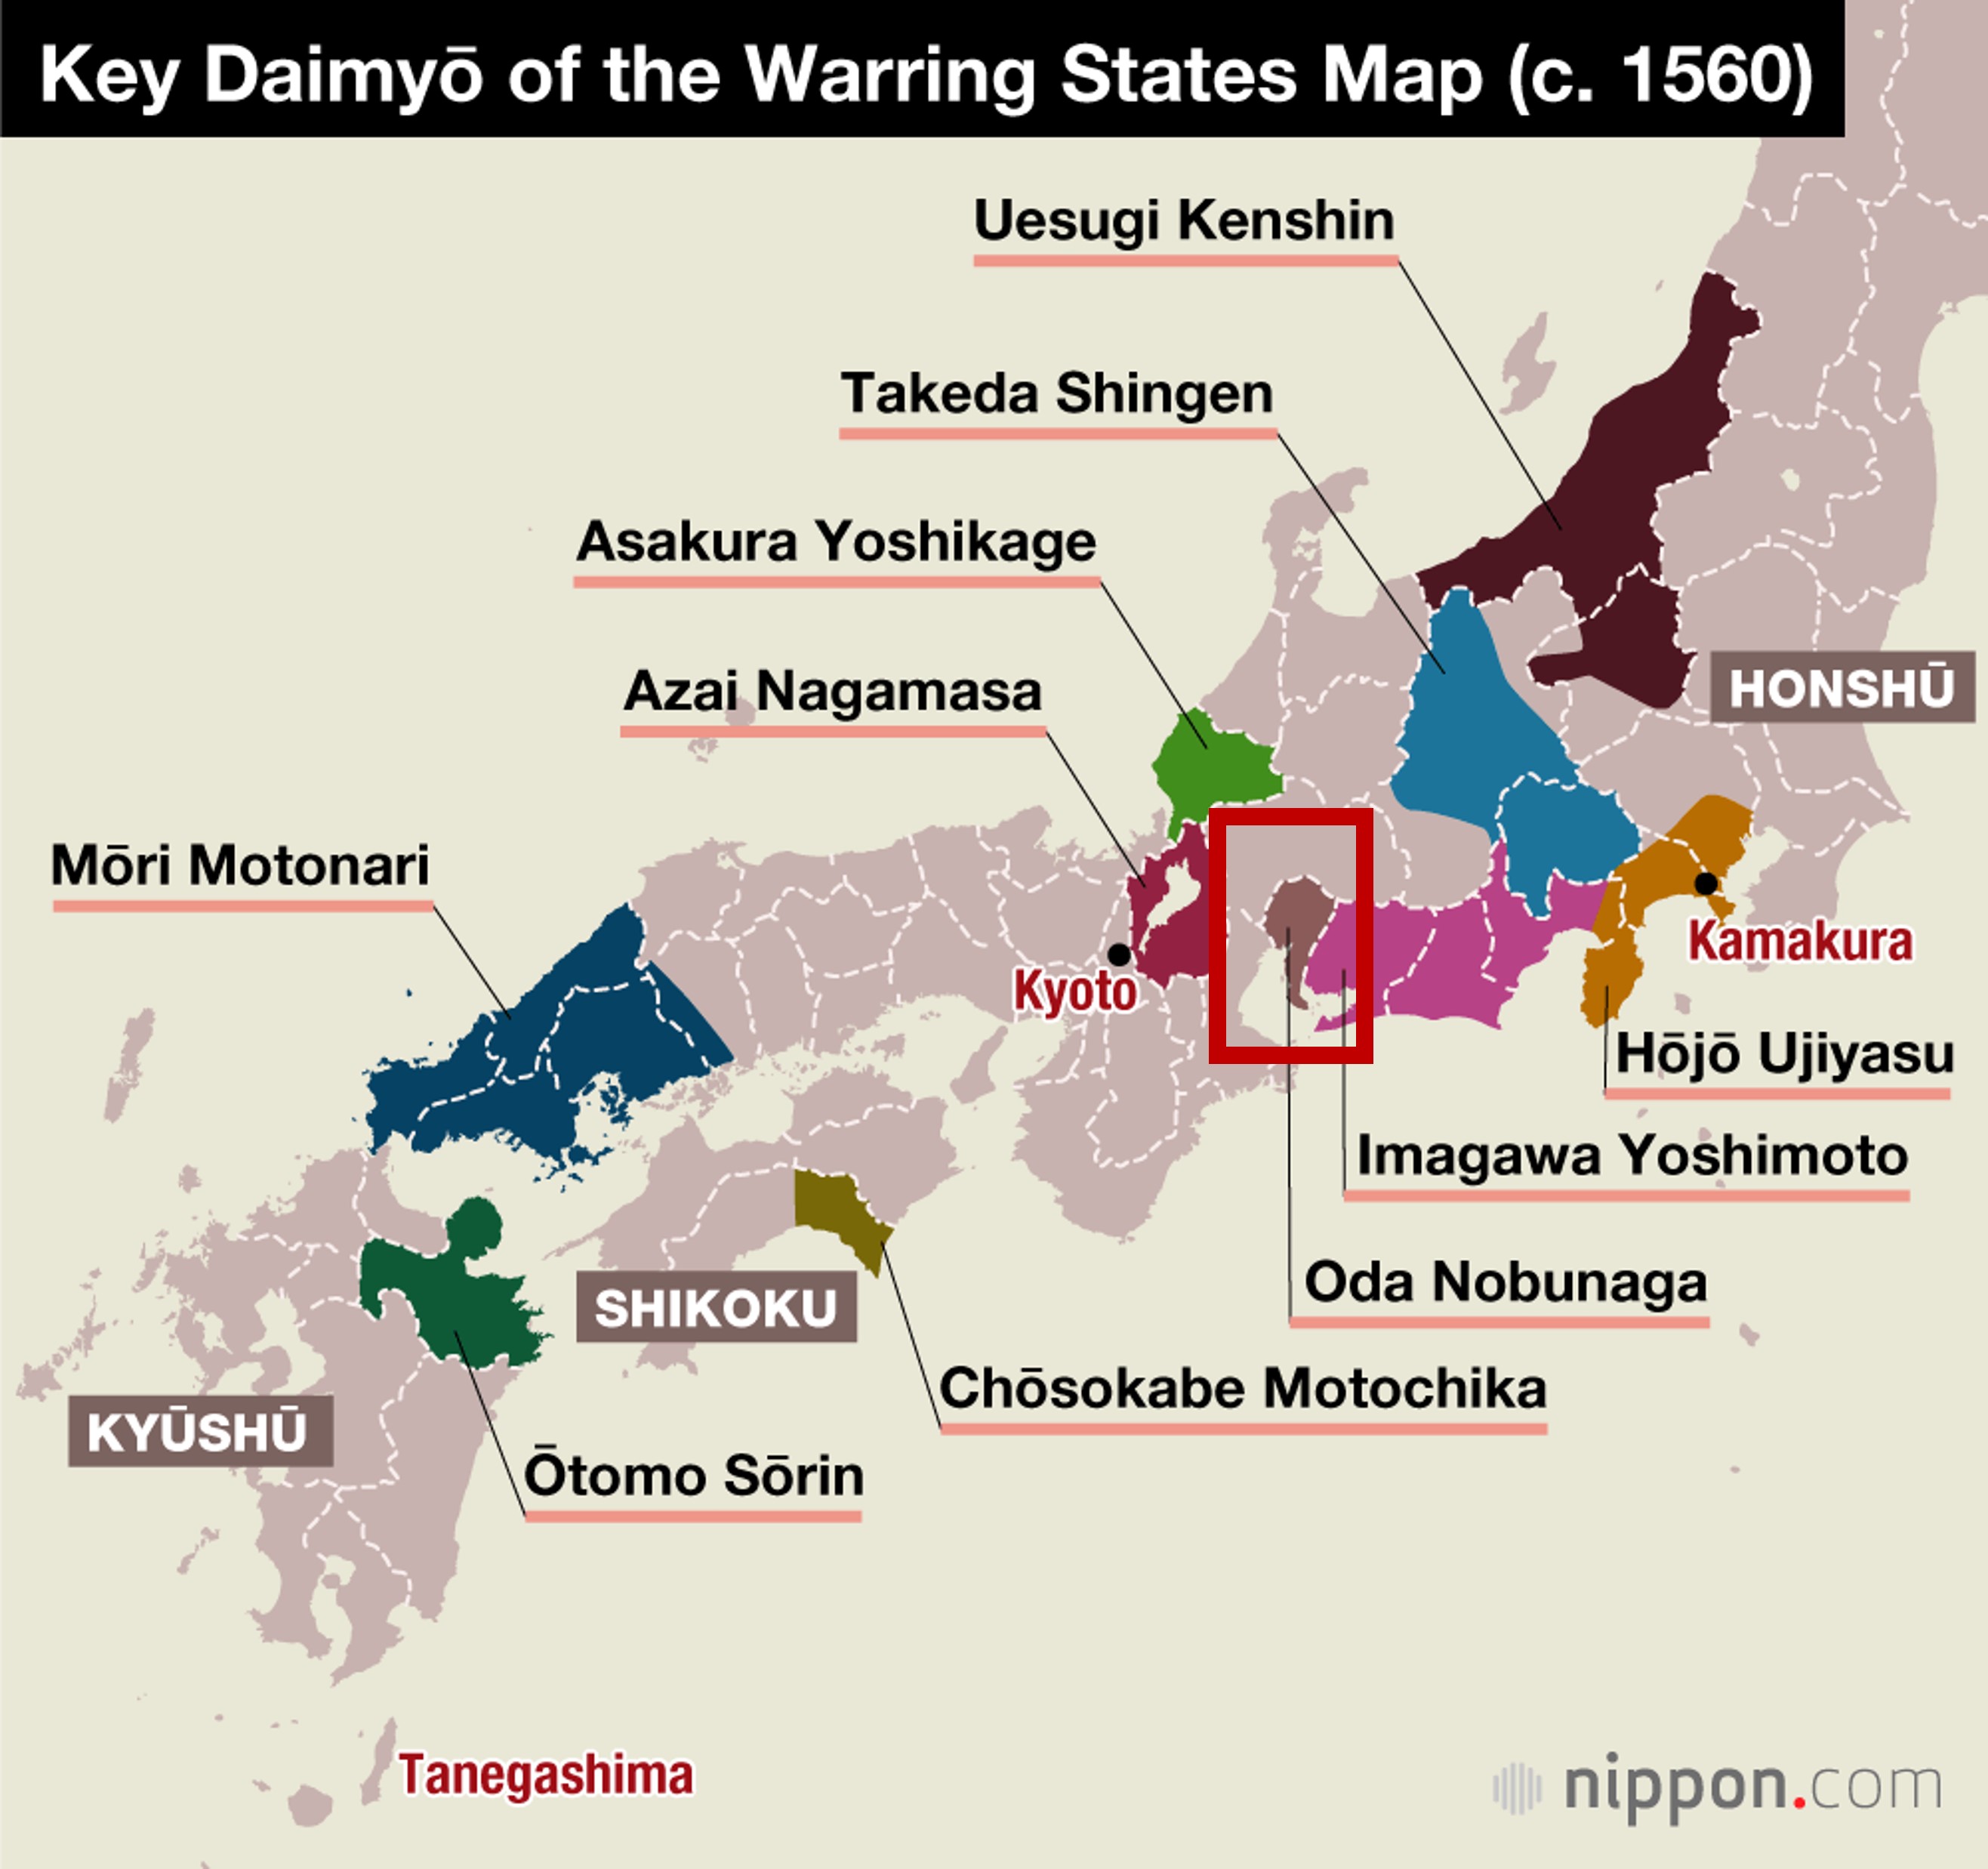 Key Daimyō of the Warring States Map (c. 1560)
Uesugi Kenshin
Takeda Shingen
Asakura Yoshikage
Azai Nagamasa
HONSHŪ
Mōri Motonari
Kamakura
Kyoto
Hōjō Ujiyasu
Imagawa Yoshimoto
Oda Nobunaga
SHIKOKU
Chōsokabe Motochika
KYŪSHŪ
Ōtomo Sōrin
Tanegashima
nippon.com